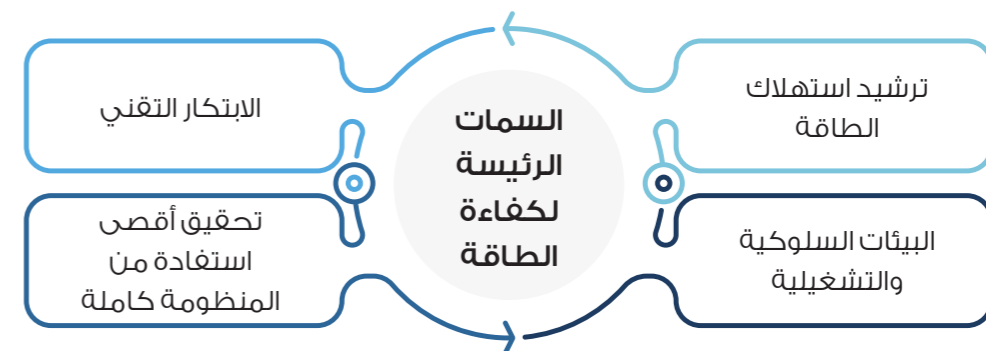 السمات
الرئيسة
لكفاءة
الطاقة
ترشيد استهلاك
الطاقة
الابتكار التقني
البيئات السلوكية
والتشغيلية
تحقيق أقصى
استفادة من
المنظومة كاملة